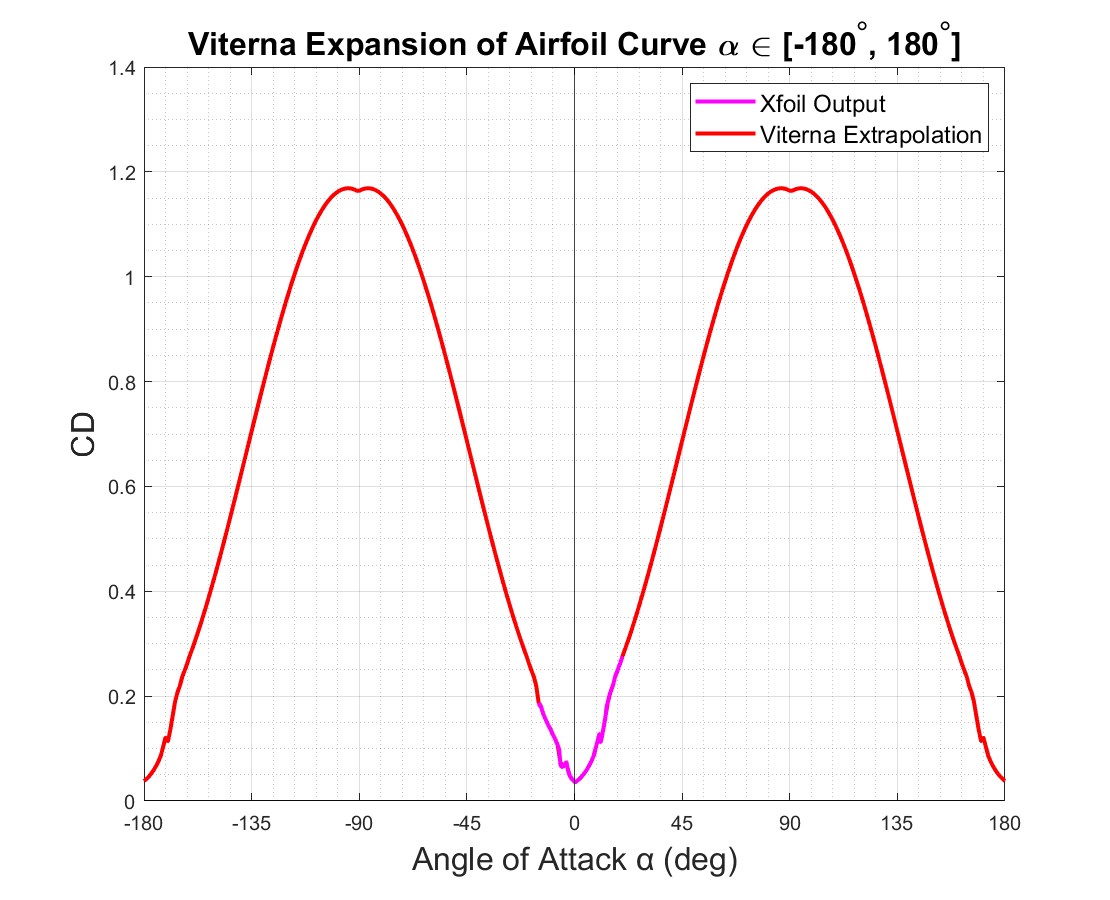 Viterna Expansion of Airfoil Curve α ∈ [-180°, 180°]
1.4
Xfoil Output
Viterna Extrapolation
1.2
1
0.8
CD
0.6
0.4
0.2
0
-180 -135 -90 -45 0 45 90 135 180
Angle of Attack α (deg)